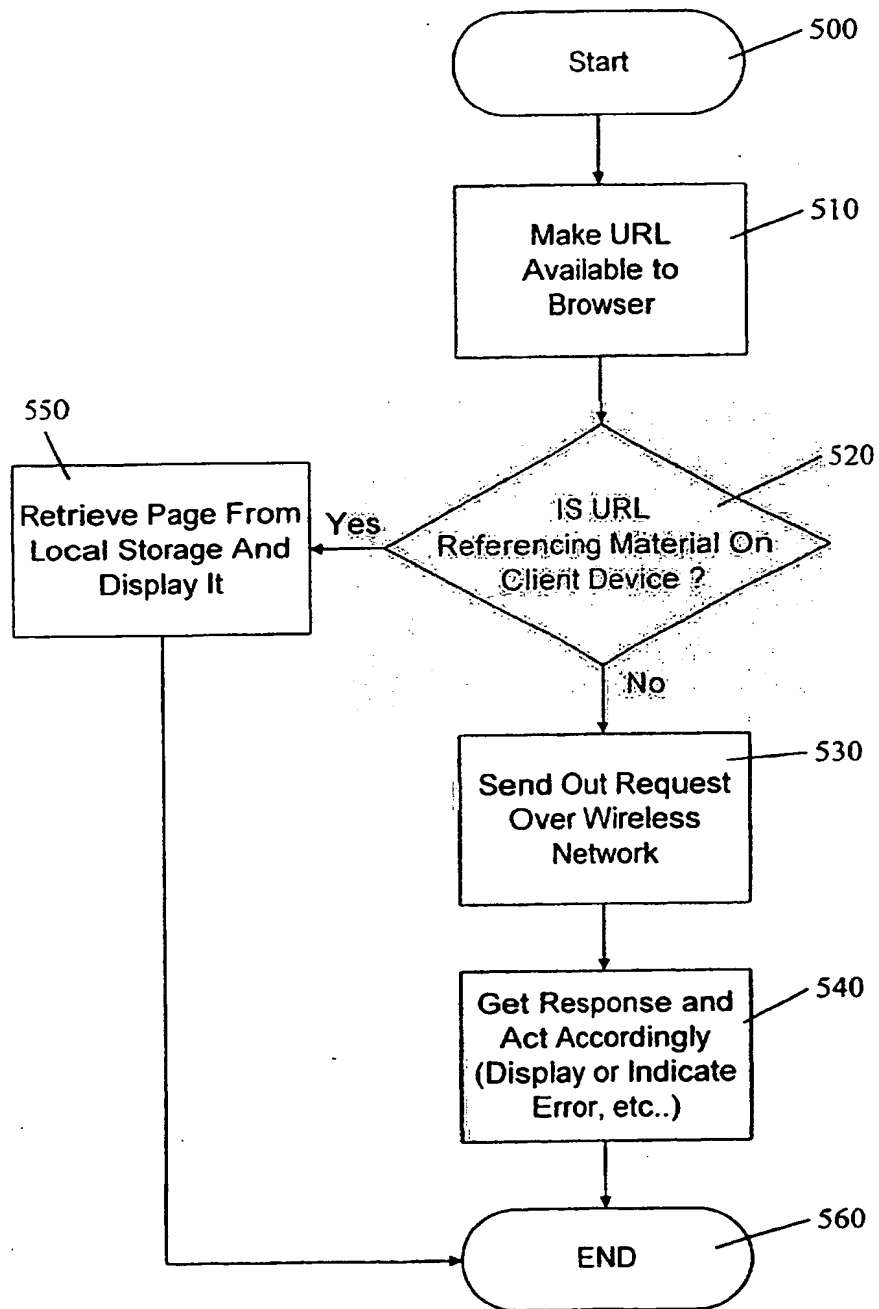 500
Start
510
Make URL
Available to
Browser
550
520
Retrieve Page From
Local Storage And
Display It
Yes
IS URL
Referencing Material On
Client Device ?
No
530
Send Out Request
Over Wireless
Network
540
Get Response and
Act Accordingly
(Display or Indicate
Error, etc..)
560
END